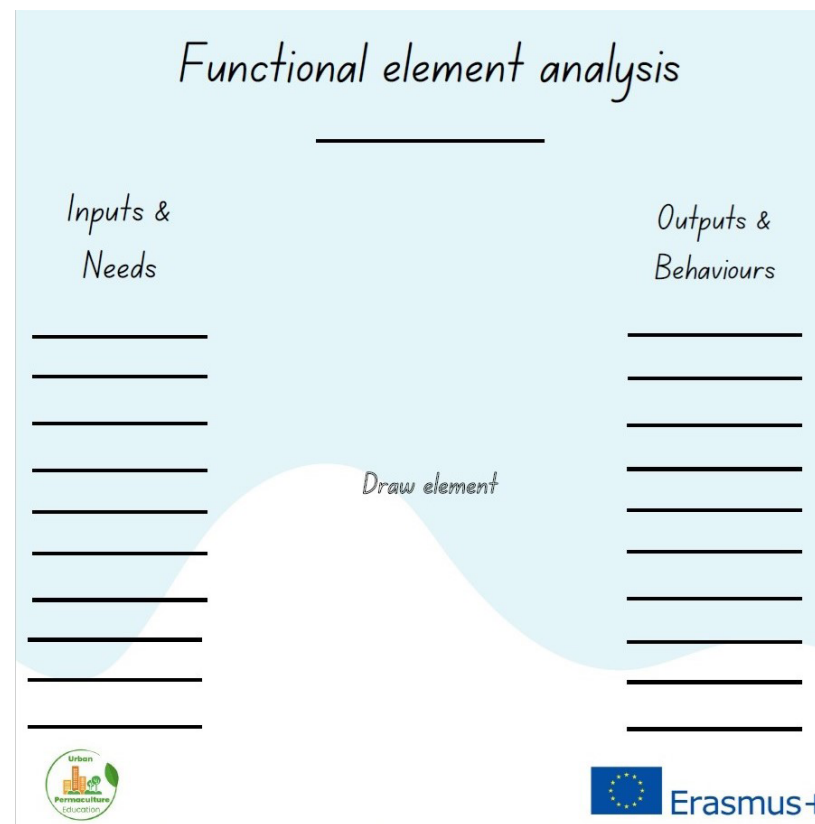 Functional element analysis
Inputs &
Needs
Outputs &
Behaviours
Draw element
Urban
Permaculture
Education
Erasmus+